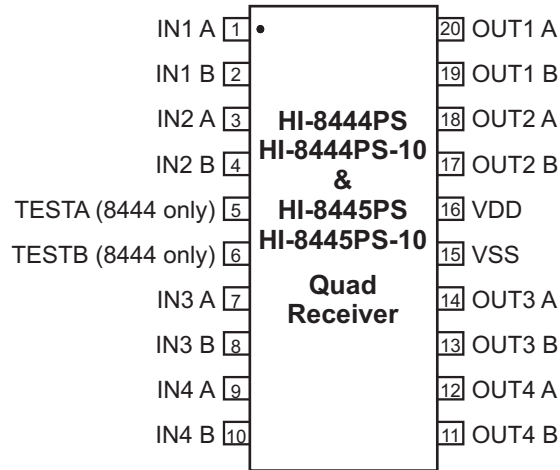 IN1 A 1
IN1 B 2
IN2 A 3
IN2 B 4
TESTA (8444 only) 5
TESTB (8444 only) 6
IN3 A 7
IN3 B 8
IN4 A 9
IN4 B 10
HI-8444PS
HI-8444PS-10
&
HI-8445PS
HI-8445PS-10
Quad
Receiver
20 OUT1 A
19 OUT1 B
18 OUT2 A
17 OUT2 B
16 VDD
15 VSS
14 OUT3 A
13 OUT3 B
12 OUT4 A
11 OUT4 B